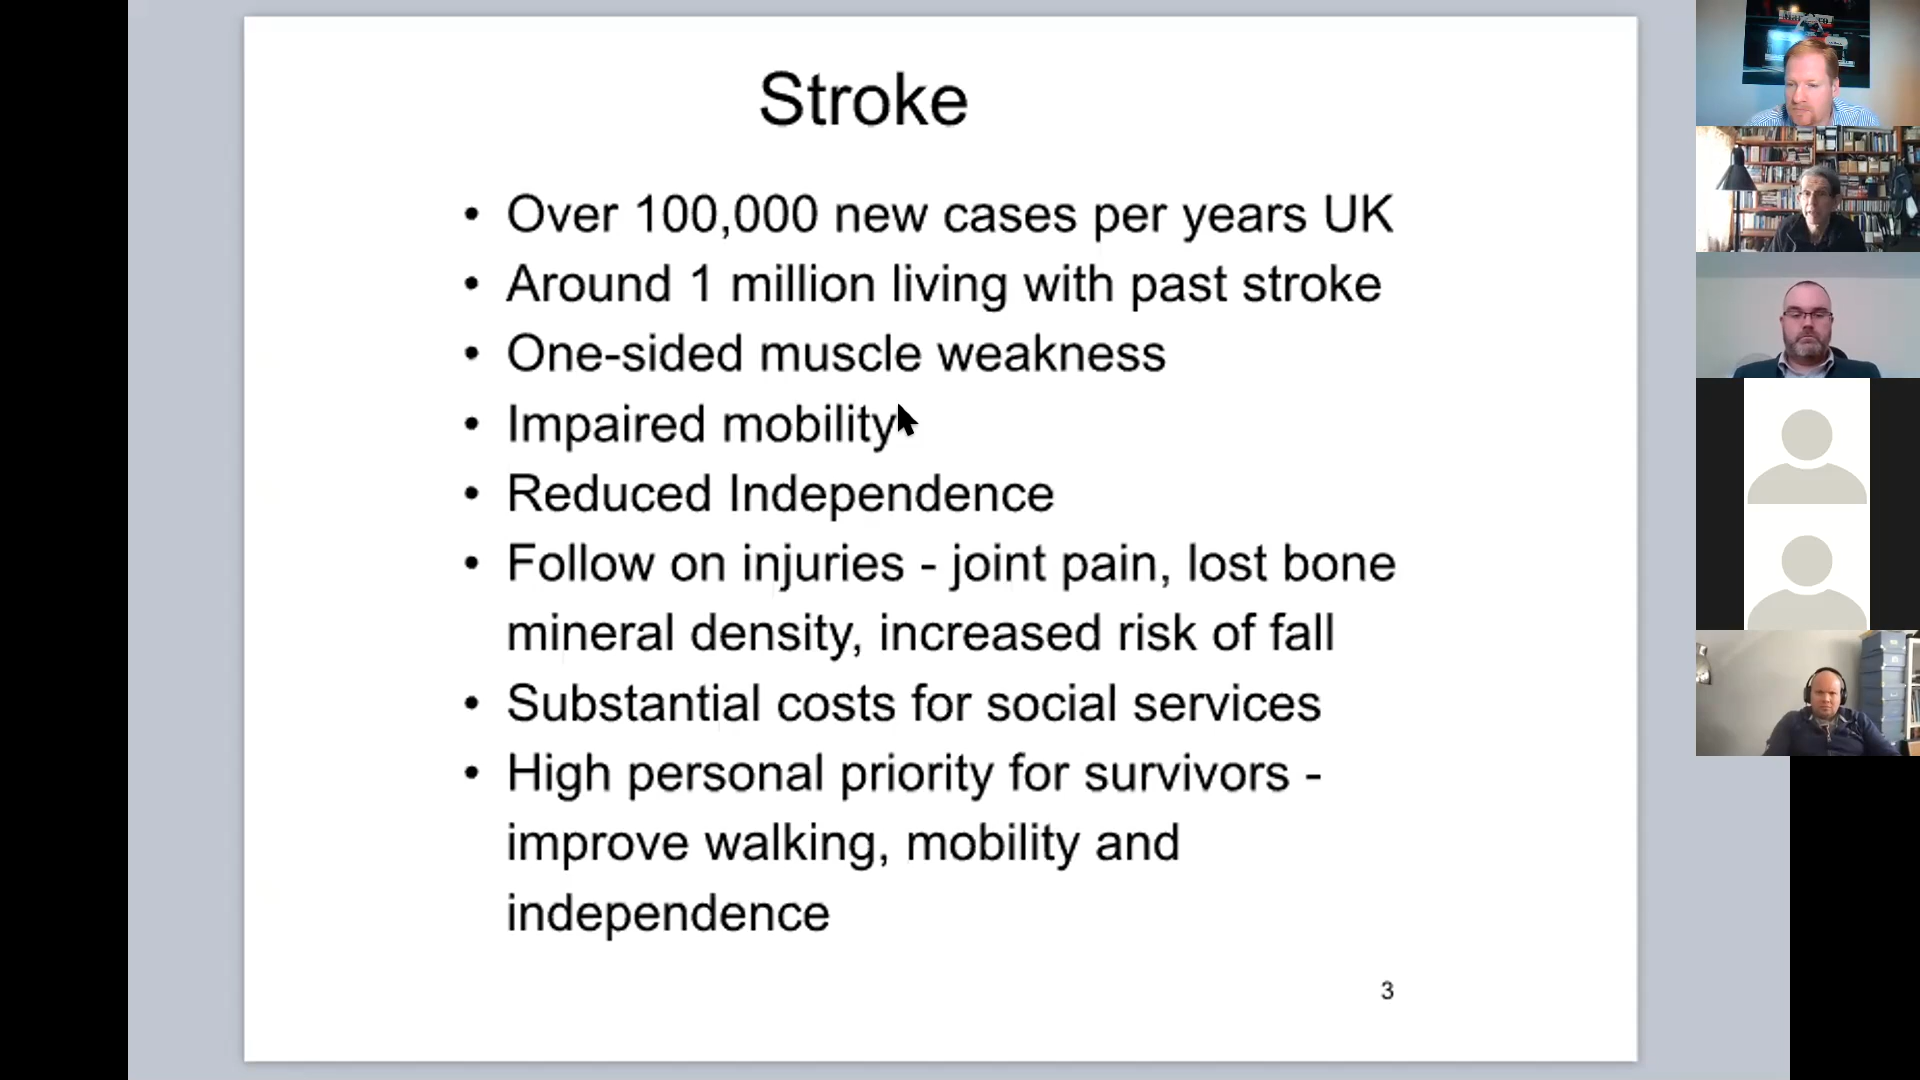 Stroke
• Over 100,000 new cases per years UK
• Around 1 million living with past stroke
• One-sided muscle weakness
• Impaired mobility
• Reduced Independence
• Follow on injuries - joint pain, lost bone
mineral density, increased risk of fall
• Substantial costs for social services
• High personal priority for survivors -
improve walking, mobility and
independence
3